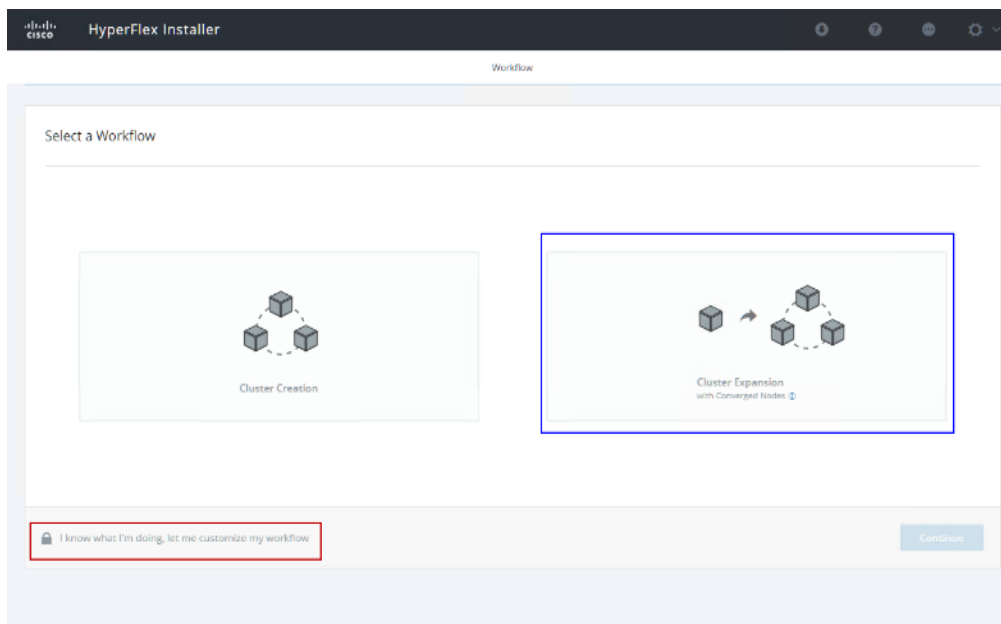 cisco HyperFlex Installer
Workflow
Select a Workflow
Cluster Creation
Cluster Expansion
with Converged Nodes
I know what I'm doing, let me customize my workflow
Continue